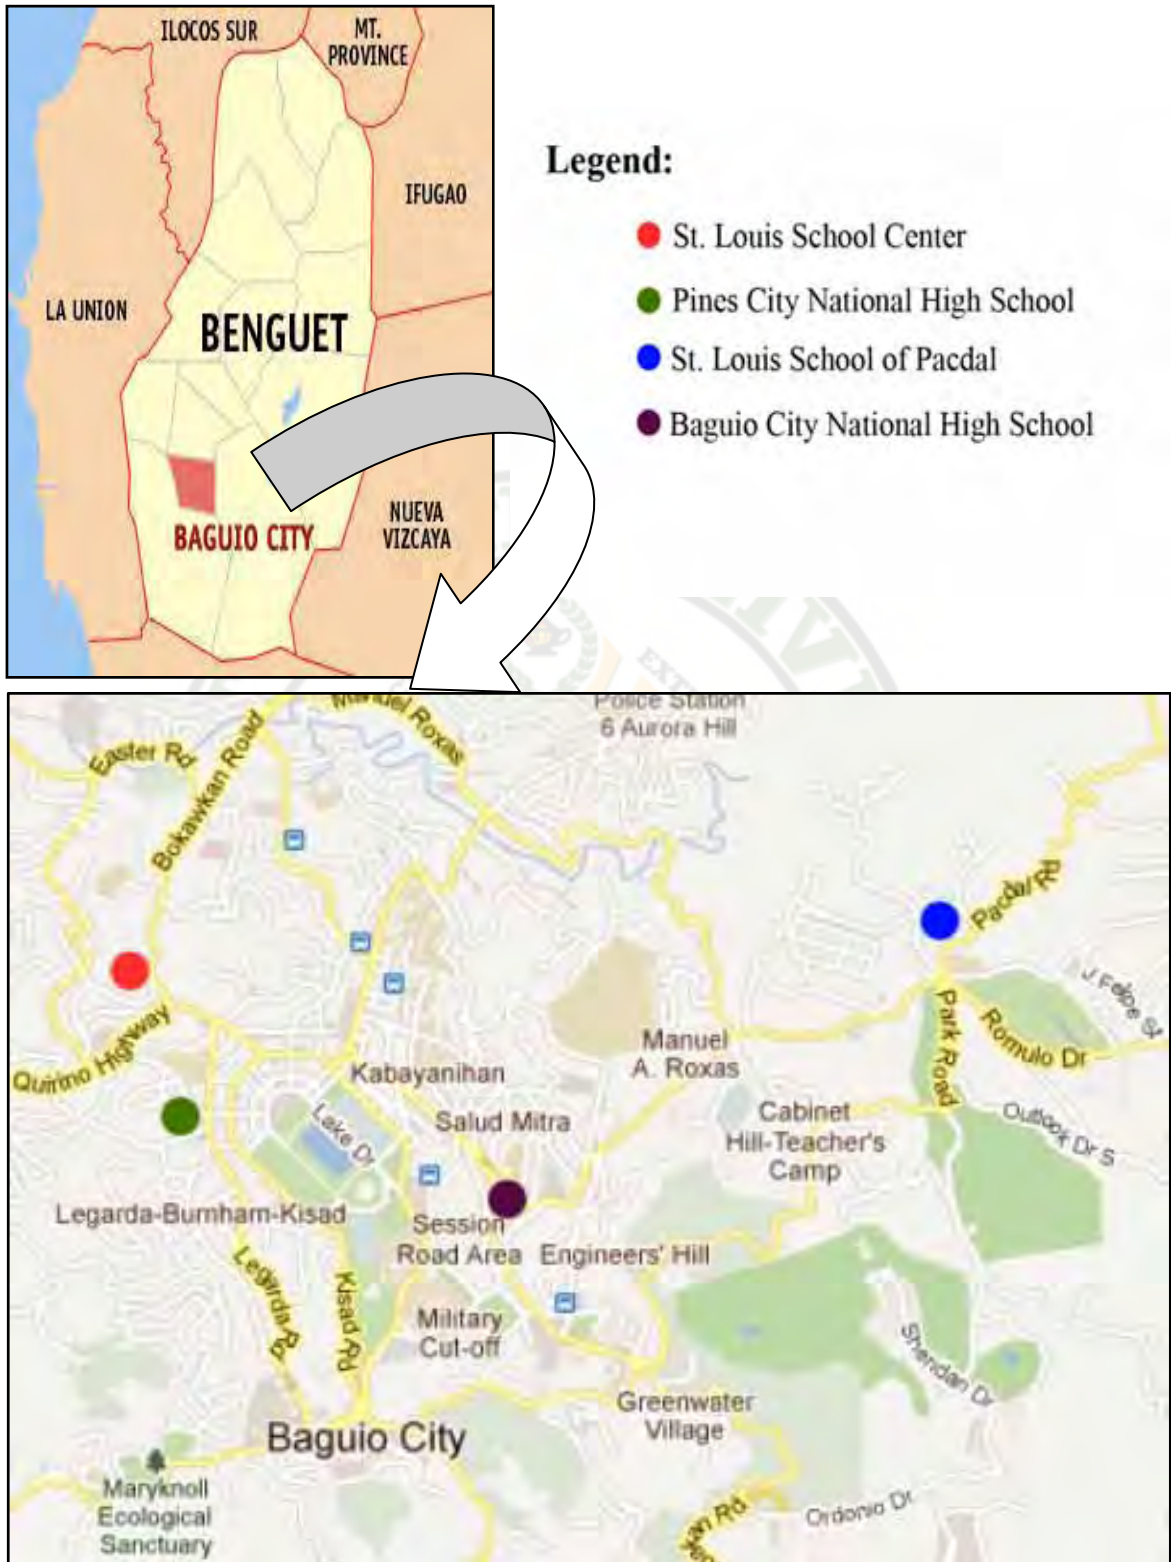 ILOCOS SUR
MT.
PROVINCE
IFUGAO
LA UNION
BENGUET
NUEVA
VIZCAYA
BAGUIO CITY
Legend:
St. Louis School Center
Pines City National High School
St. Louis School of Pacdal
Baguio City National High School
EXT
Manuel Roxas
Police Station
6 Aurora Hill
Easter Rd
Bokawkan Road
Pacdal Rd
J Felipe St
Quirino Highway
Manuel
A. Roxas
Park Road
Romulo Dr
Kabayanihan
Salud Mitra
Lake Dr
Cabinet
Hill-Teacher's
Camp
Outlook Dr S
Legarda-Burnham-Kisad
Session
Road Area
Engineers' Hill
Legarda Rd
Kisad Rd
Military
Cut-off
Sheridan Dr
Greenwater
Village
Baguio City
Maryknoll
Ecological
Sanctuary
Ordonio Dr
Rd